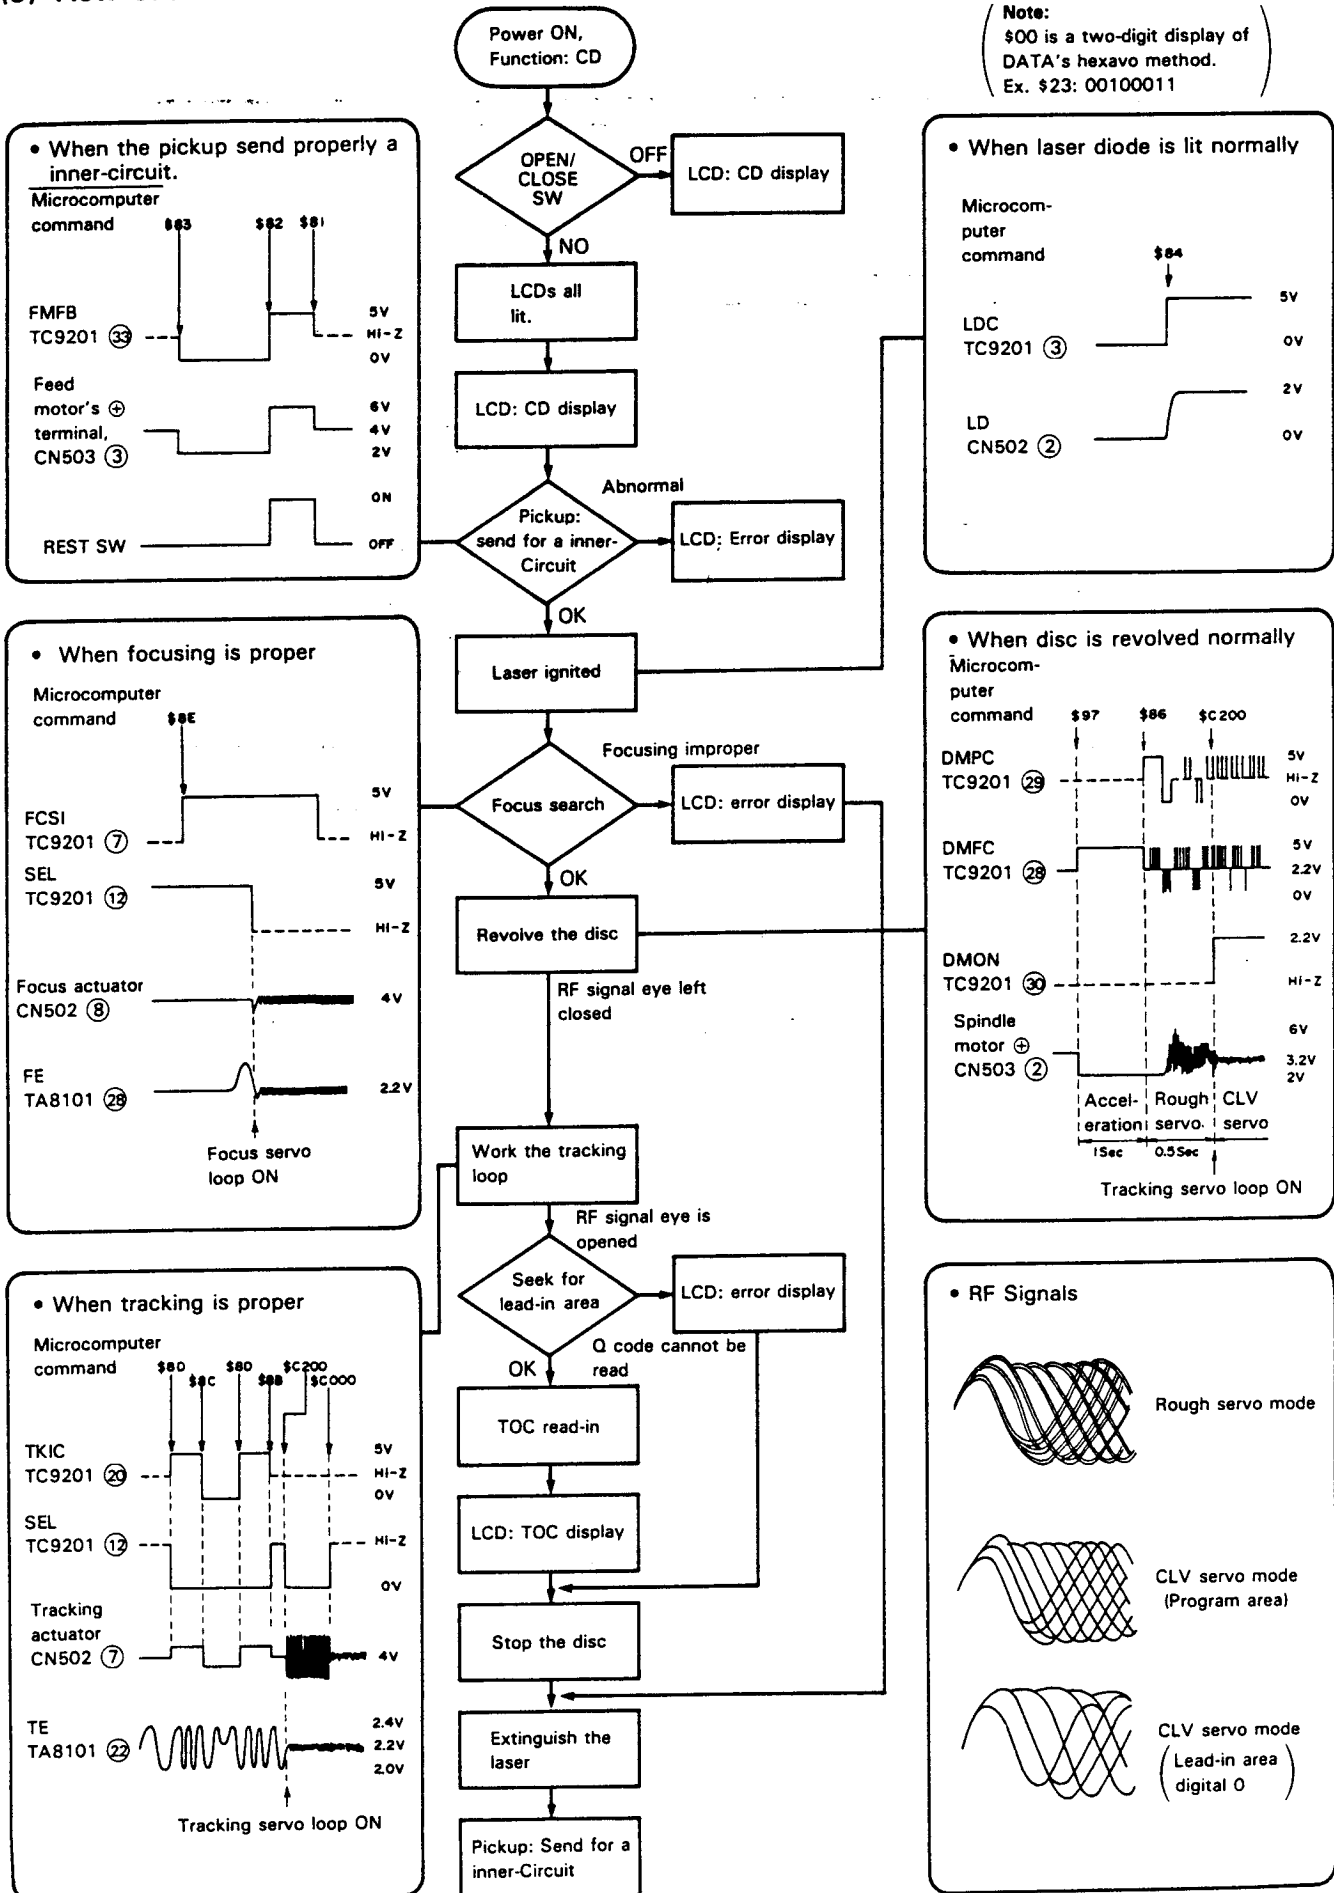 Note:
$00 is a two-digit display of
DATA's hexavo method.
Ex. $23: 00100011
Power ON,
Function: CD
OPEN/
CLOSE
SW
OFF
LCD: CD display
NO
LCDs all
lit.
LCD: CD display
Abnormal
Pickup:
send for a inner-
Circuit
LCD: Error display
OK
Laser ignited
Focusing improper
Focus search
LCD: error display
OK
Revolve the disc
RF signal eye left
closed
Work the tracking
loop
RF signal eye is
opened
Seek for
lead-in area
LCD: error display
Q code cannot be
read
OK
TOC read-in
LCD: TOC display
Stop the disc
Extinguish the
laser
Pickup: Send for a
inner-Circuit
• When the pickup send properly a
inner-circuit.
Microcomputer
command
$83 $82 $81
FMFB
TC9201 33
5V
Hi-Z
0V
Feed
motor's ⊕
terminal,
CN503 3
6V
4V
2V
REST SW
ON
OFF
• When focusing is proper
Microcomputer
command
$8E
FCSI
TC9201 7
5V
Hi-Z
SEL
TC9201 12
5V
Hi-Z
Focus actuator
CN502 8
4V
FE
TA8101 28
2.2V
Focus servo
loop ON
• When tracking is proper
Microcomputer
command
$8D $8C $8D $8B $C200 $C000
TKIC
TC9201 20
5V
Hi-Z
0V
SEL
TC9201 12
Hi-Z
0V
Tracking
actuator
CN502 7
4V
TE
TA8101 22
2.4V
2.2V
2.0V
Tracking servo loop ON
• When laser diode is lit normally
Microcom-
puter
command
$84
LDC
TC9201 3
5V
0V
LD
CN502 2
2V
0V
• When disc is revolved normally
Microcom-
puter
command
$97 $86 $C200
DMPC
TC9201 29
5V
Hi-Z
0V
DMFC
TC9201 28
5V
2.2V
0V
DMON
TC9201 30
2.2V
Hi-Z
Spindle
motor ⊕
CN503 2
6V
3.2V
2V
Accel-
eration
Rough
servo.
CLV
servo
1Sec 0.5Sec
Tracking servo loop ON
• RF Signals
Rough servo mode
CLV servo mode
(Program area)
CLV servo mode
(Lead-in area
digital 0)